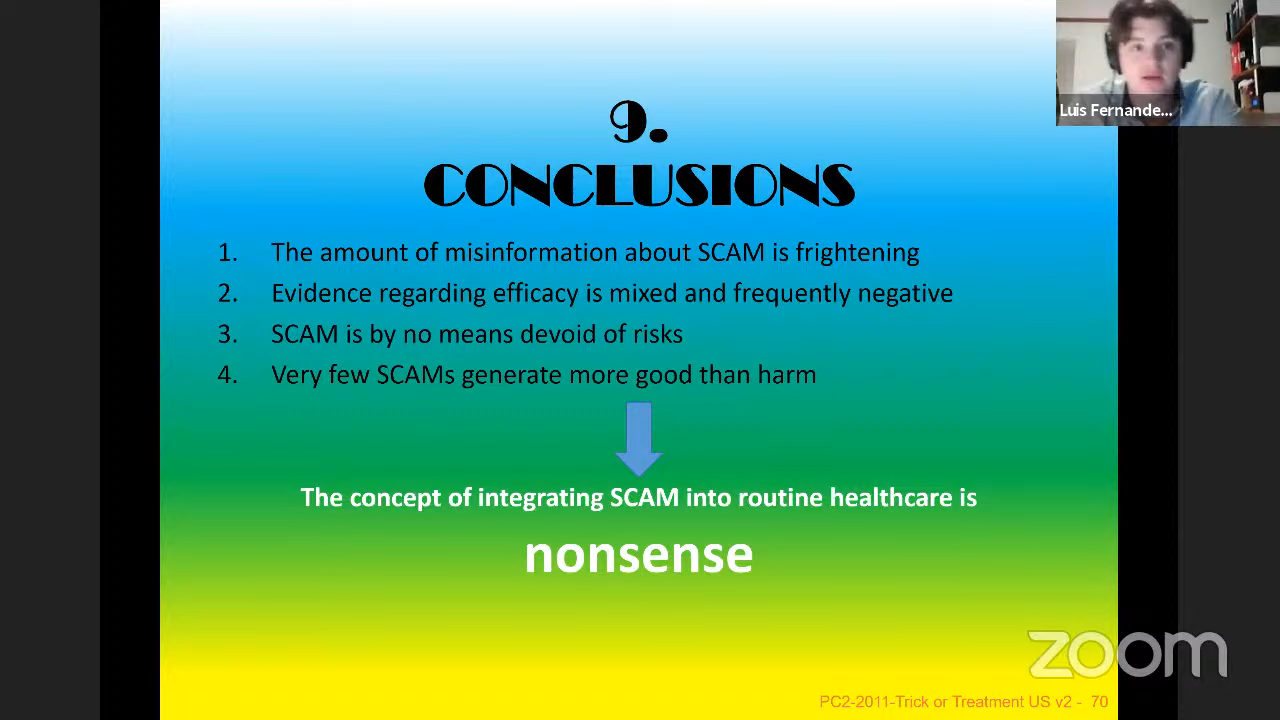 Luis Fernande...
9.
CONCLUSIONS
1. The amount of misinformation about SCAM is frightening
2. Evidence regarding efficacy is mixed and frequently negative
3. SCAM is by no means devoid of risks
4. Very few SCAMs generate more good than harm
The concept of integrating SCAM into routine healthcare is
nonsense
zoom
PC2-2011-Trick or Treatment US v2 - 70